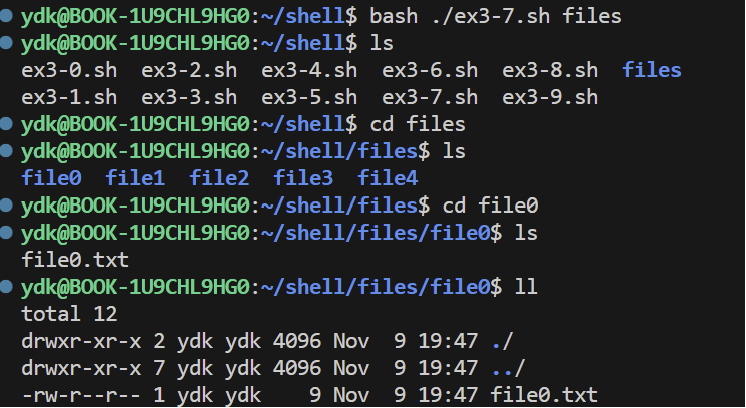 ydk@BOOK-1U9CHL9HG0:~/shell$ bash ./ex3-7.sh files
ydk@BOOK-1U9CHL9HG0:~/shell$ ls
ex3-0.sh  ex3-2.sh  ex3-4.sh  ex3-6.sh  ex3-8.sh  files
ex3-1.sh  ex3-3.sh  ex3-5.sh  ex3-7.sh  ex3-9.sh
ydk@BOOK-1U9CHL9HG0:~/shell$ cd files
ydk@BOOK-1U9CHL9HG0:~/shell/files$ ls
file0  file1  file2  file3  file4
ydk@BOOK-1U9CHL9HG0:~/shell/files$ cd file0
ydk@BOOK-1U9CHL9HG0:~/shell/files/file0$ ls
file0.txt
ydk@BOOK-1U9CHL9HG0:~/shell/files/file0$ ll
total 12
drwxr-xr-x 2 ydk ydk 4096 Nov  9 19:47 ./
drwxr-xr-x 7 ydk ydk 4096 Nov  9 19:47 ../
-rw-r--r-- 1 ydk ydk    9 Nov  9 19:47 file0.txt